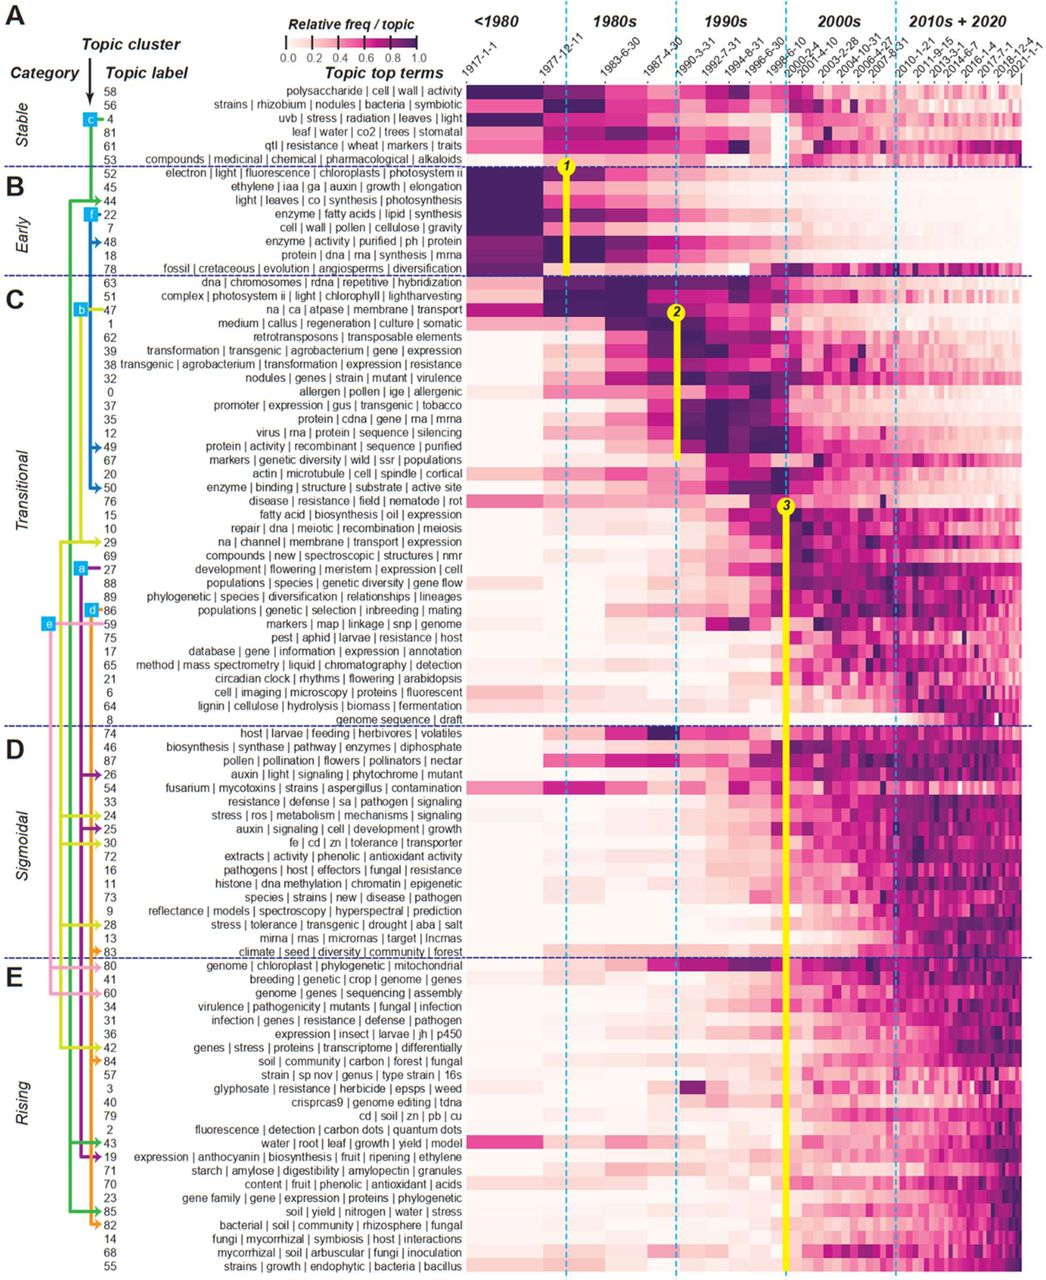 A
Relative freq / topic
0.0 0.2 0.4 0.6 0.8 1.0
<1980 1980s 1990s 2000s 2010s + 2020
Topic cluster
Category Topic label Topic top terms
1917-1-1 1977-12-11 1983-6-30 1987-4-30 1990-3-31 1992-7-31 1994-8-31 1996-6-30 1998-6-10 2000-2-4 2001-4-10 2003-2-28 2004-10-31 2006-4-27 2007-8-31 2010-1-21 2011-9-15 2013-3-1 2014-6-7 2016-1-4 2017-7-1 2018-12-4 2021-1-1
Stable
58 polysaccharide | cell | wall | activity
56 strains | rhizobium | nodules | bacteria | symbiotic
c 4 uvb | stress | radiation | leaves | light
81 leaf | water | co2 | trees | stomatal
61 qtl | resistance | wheat | markers | traits
53 compounds | medicinal | chemical | pharmacological | alkaloids
1
B
Early
52 electron | light | fluorescence | chloroplasts | photosystem ii
45 ethylene | iaa | ga | auxin | growth | elongation
44 light | leaves | co | synthesis | photosynthesis
f 22 enzyme | fatty acids | lipid | synthesis
7 cell | wall | pollen | cellulose | gravity
48 enzyme | activity | purified | ph | protein
18 protein | dna | rna | synthesis | mrna
78 fossil | cretaceous | evolution | angiosperms | diversification
C
Transitional
63 dna | chromosomes | rdna | repetitive | hybridization
51 complex | photosystem ii | light | chlorophyll | lightharvesting
b 47 na | ca | atpase | membrane | transport
2
1 medium | callus | regeneration | culture | somatic
62 retrotransposons | transposable elements
39 transformation | transgenic | agrobacterium | gene | expression
38 transgenic | agrobacterium | transformation | expression | resistance
32 nodules | genes | strain | mutant | virulence
0 allergen | pollen | ige | allergenic
37 promoter | expression | gus | transgenic | tobacco
35 protein | cdna | gene | rna | mrna
12 virus | rna | protein | sequence | silencing
49 protein | activity | recombinant | sequence | purified
67 markers | genetic diversity | wild | ssr | populations
20 actin | microtubule | cell | spindle | cortical
50 enzyme | binding | structure | substrate | active site
76 disease | resistance | field | nematode | rot
3
15 fatty acid | biosynthesis | oil | expression
10 repair | dna | meiotic | recombination | meiosis
29 na | channel | membrane | transport | expression
69 compounds | new | spectroscopic | structures | nmr
a 27 development | flowering | meristem | expression | cell
88 populations | species | genetic diversity | gene flow
89 phylogenetic | species | diversification | relationships | lineages
d 86 populations | genetic | selection | inbreeding | mating
e 59 markers | map | linkage | snp | genome
75 pest | aphid | larvae | resistance | host
17 database | gene | information | expression | annotation
65 method | mass spectrometry | liquid | chromatography | detection
21 circadian clock | rhythms | flowering | arabidopsis
6 cell | imaging | microscopy | proteins | fluorescent
64 lignin | cellulose | hydrolysis | biomass | fermentation
8 genome sequence | draft
D
Sigmoidal
74 host | larvae | feeding | herbivores | volatiles
46 biosynthesis | synthase | pathway | enzymes | diphosphate
87 pollen | pollination | flowers | pollinators | nectar
26 auxin | light | signaling | phytochrome | mutant
54 fusarium | mycotoxins | strains | aspergillus | contamination
33 resistance | defense | sa | pathogen | signaling
24 stress | ros | metabolism | mechanisms | signaling
25 auxin | signaling | cell | development | growth
30 fe | cd | zn | tolerance | transporter
72 extracts | activity | phenolic | antioxidant activity
16 pathogens | host | effectors | fungal | resistance
11 histone | dna methylation | chromatin | epigenetic
73 species | strains | new | disease | pathogen
9 reflectance | models | spectroscopy | hyperspectral | prediction
28 stress | tolerance | transgenic | drought | aba | salt
13 mirna | rnas | micrornas | target | lncrnas
83 climate | seed | diversity | community | forest
E
Rising
80 genome | chloroplast | phylogenetic | mitochondrial
41 breeding | genetic | crop | genome | genes
60 genome | genes | sequencing | assembly
34 virulence | pathogenicity | mutants | fungal | infection
31 infection | genes | resistance | defense | pathogen
36 expression | insect | larvae | jh | p450
42 genes | stress | proteins | transcriptome | differentially
84 soil | community | carbon | forest | fungal
57 strain | sp nov | genus | type strain | 16s
3 glyphosate | resistance | herbicide | epsps | weed
40 crisprcas9 | genome editing | tdna
79 cd | soil | zn | pb | cu
2 fluorescence | detection | carbon dots | quantum dots
43 water | root | leaf | growth | yield | model
19 expression | anthocyanin | biosynthesis | fruit | ripening | ethylene
71 starch | amylose | digestibility | amylopectin | granules
70 content | fruit | phenolic | antioxidant | acids
23 gene family | gene | expression | proteins | phylogenetic
85 soil | yield | nitrogen | water | stress
82 bacterial | soil | community | rhizosphere | fungal
14 fungi | mycorrhizal | symbiosis | host | interactions
68 mycorrhizal | soil | arbuscular | fungi | inoculation
55 strains | growth | endophytic | bacteria | bacillus